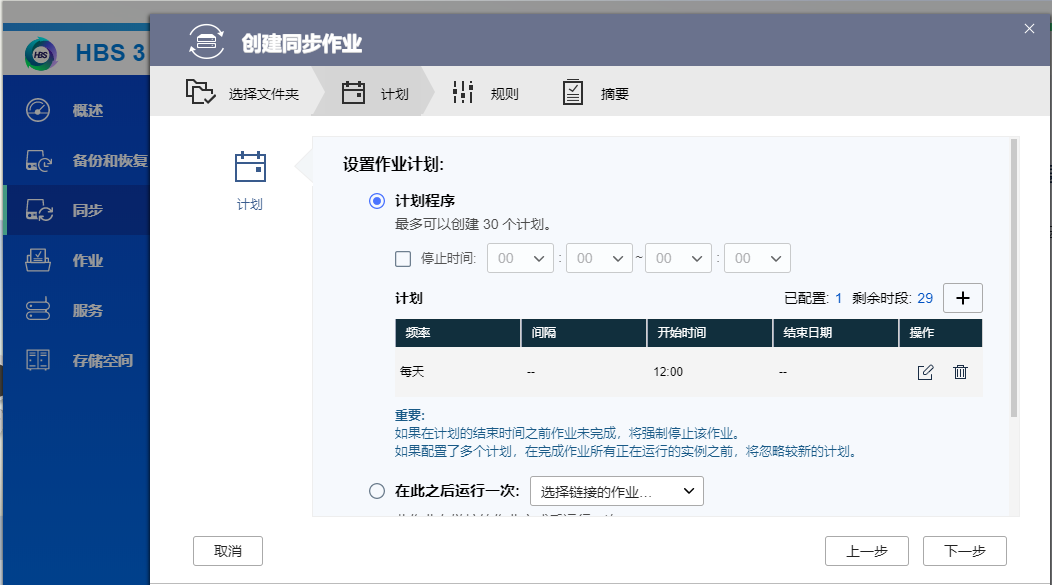 HBS 3
创建同步作业
选择文件夹
计划
规则
摘要
概述
备份和恢复
同步
作业
服务
存储空间
计划
设置作业计划:
计划程序
最多可以创建 30 个计划。
停止时间: 00 : 00 ~ 00 : 00
计划 已配置: 1 剩余时段: 29 +
频率 间隔 开始时间 结束日期 操作
每天 -- 12:00 --
重要:
如果在计划的结束时间之前作业未完成，将强制停止该作业。
如果配置了多个计划，在完成作业所有正在运行的实例之前，将忽略较新的计划。
在此之后运行一次: 选择链接的作业...
取消 上一步 下一步